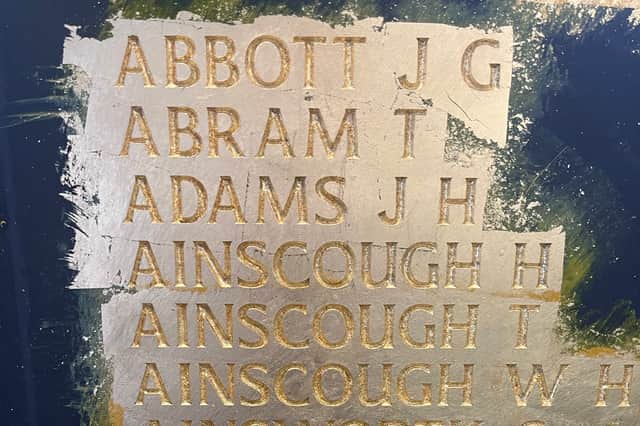 ABBOTT J G
ABRAM T
ADAMS J H
AINSCOUGH H
AINSCOUGH T
AINSCOUGH W H